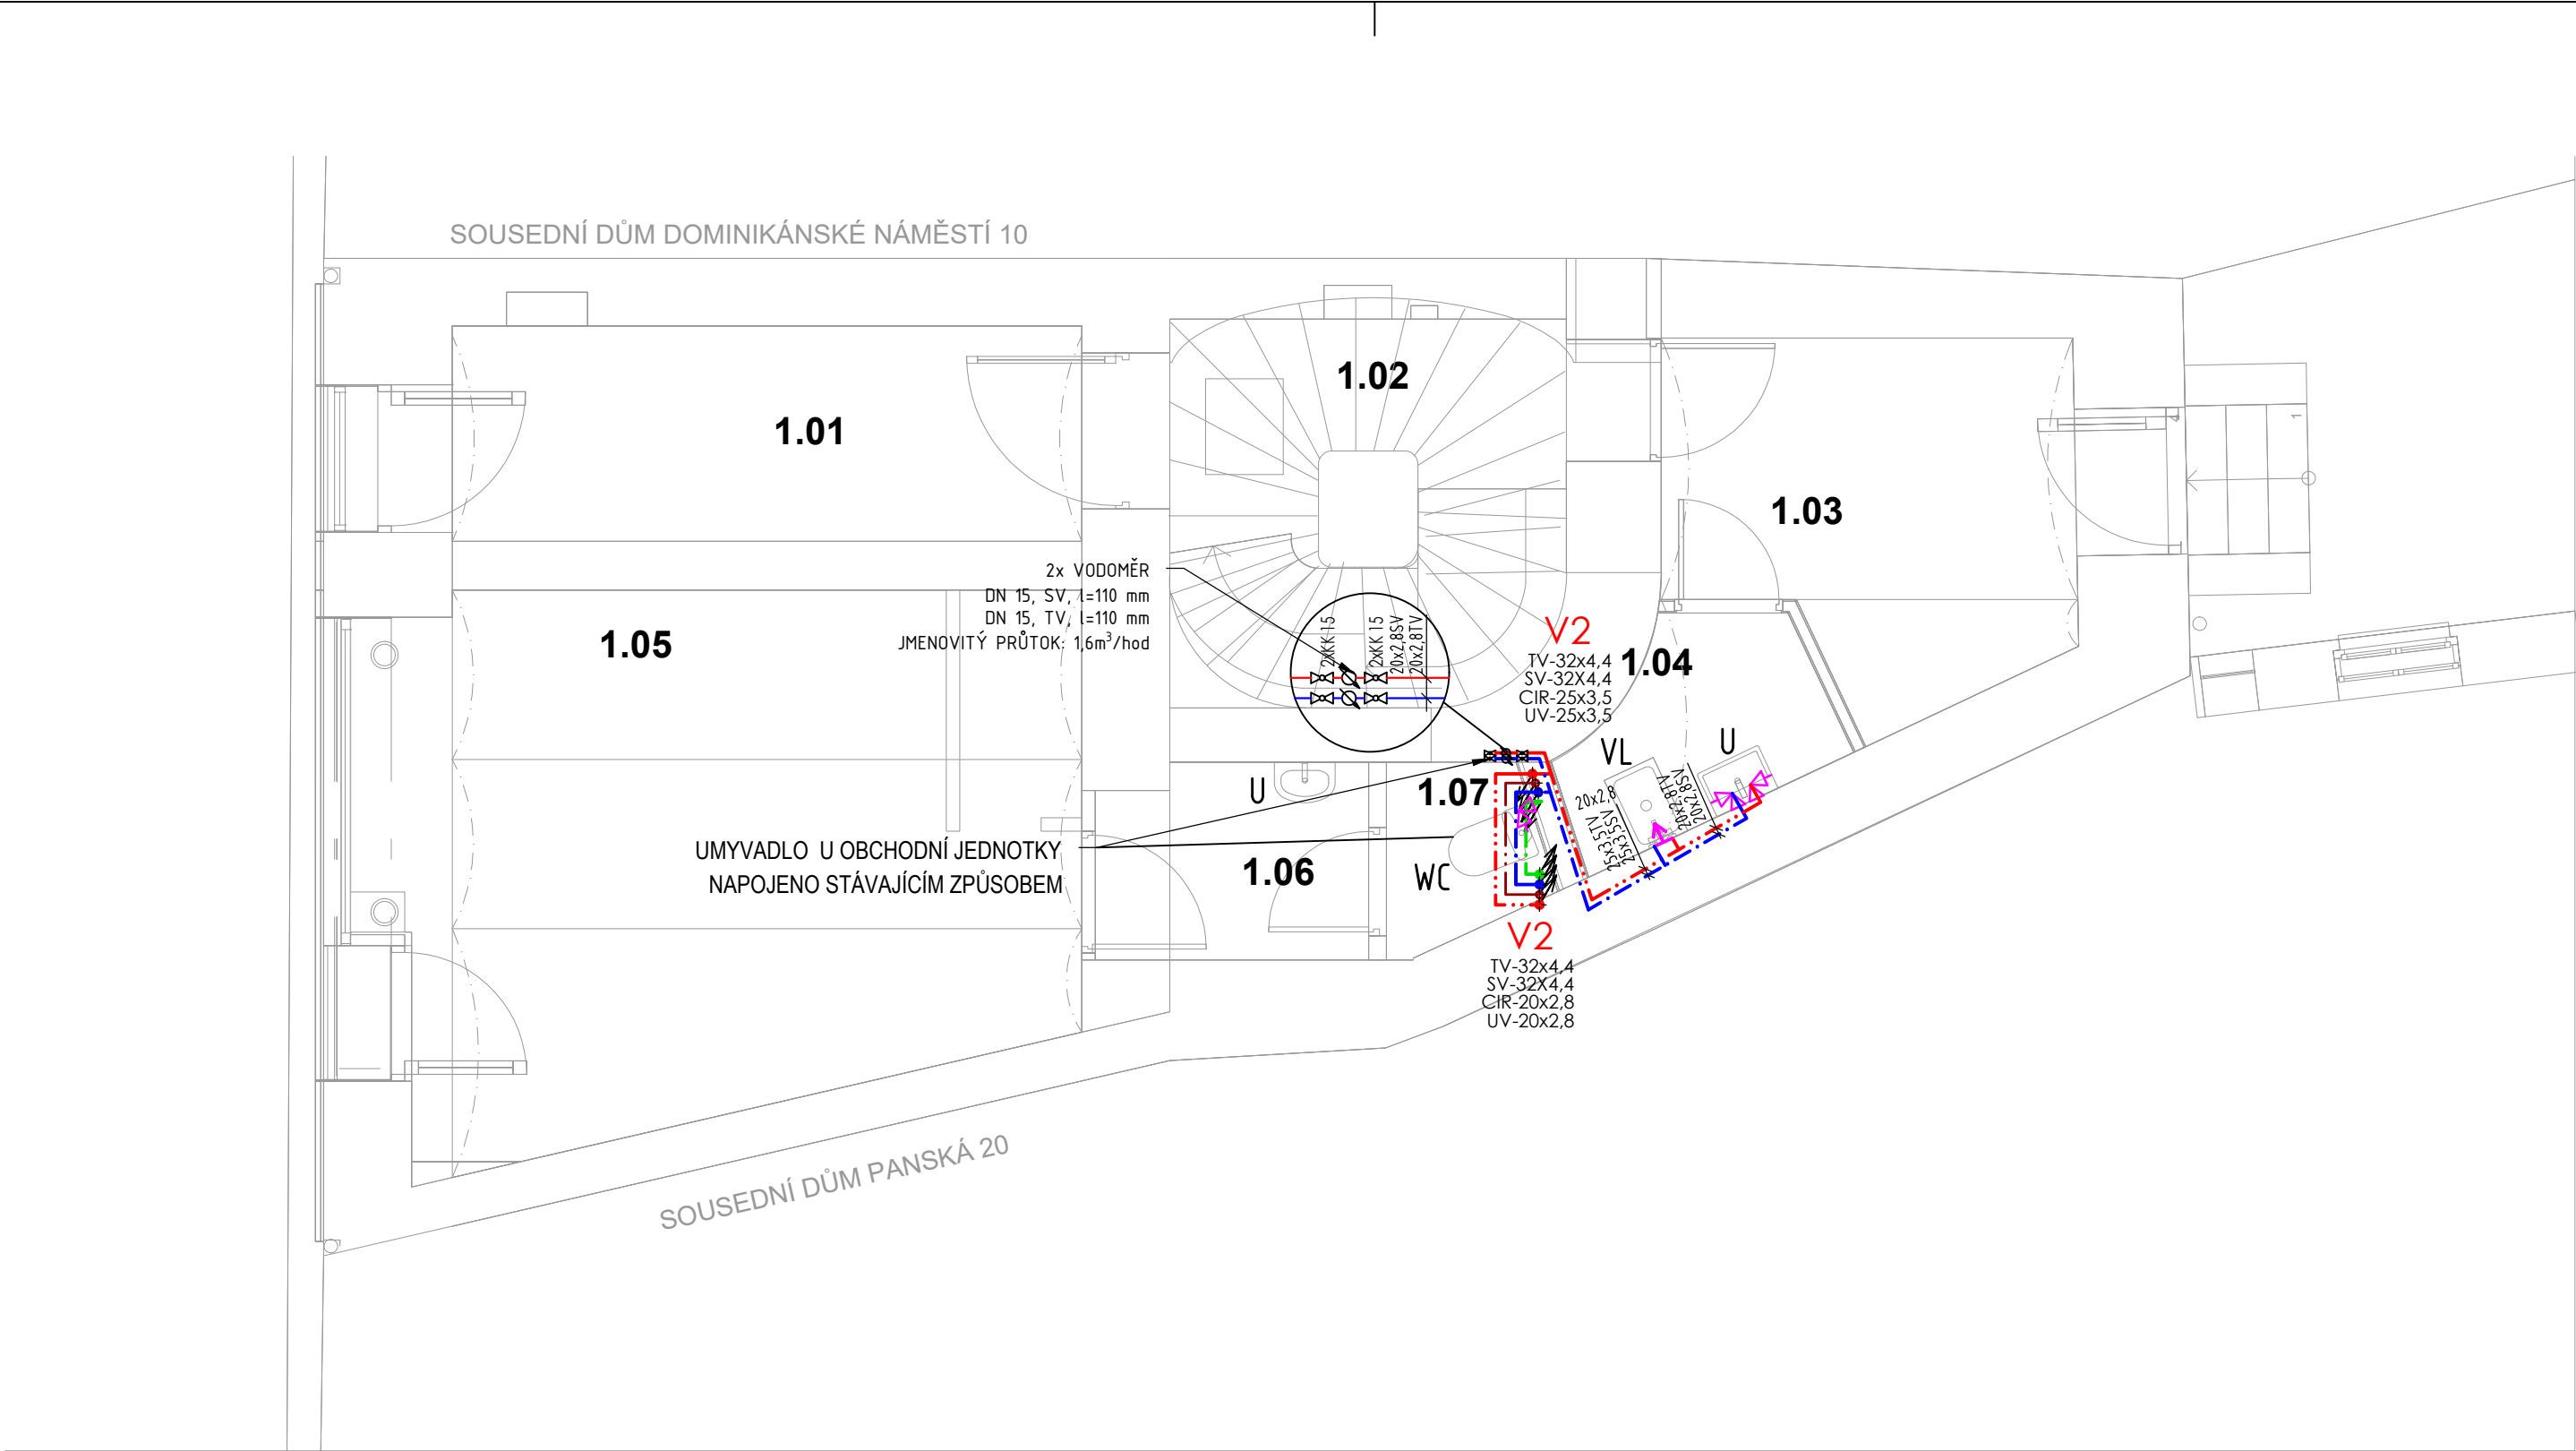 SOUSEDNÍ DŮM DOMINIKÁNSKÉ NÁMĚSTÍ 10
1.01
1.02
1.03
4
1
2x VODOMĚR
DN 15, SV, l=110 mm
DN 15, TV, l=110 mm
JMENOVITÝ PRŮTOK: 1,6m³/hod
2xKK 15
2xKK 15
20x2,8SV
20x2,8TV
V2
TV-32x4,4
SV-32X4,4
CIR-25x3,5
UV-25x3,5
1.04
1.05
VL
U
U
1.07
20x2,8
25x3,5TV
25x3,5SV
20x2,8TV
20x2,8SV
UMYVADLO U OBCHODNÍ JEDNOTKY
NAPOJENO STÁVAJÍCÍM ZPŮSOBEM
1.06
WC
V2
TV-32x4,4
SV-32X4,4
CIR-20x2,8
UV-20x2,8
SOUSEDNÍ DŮM PANSKÁ 20